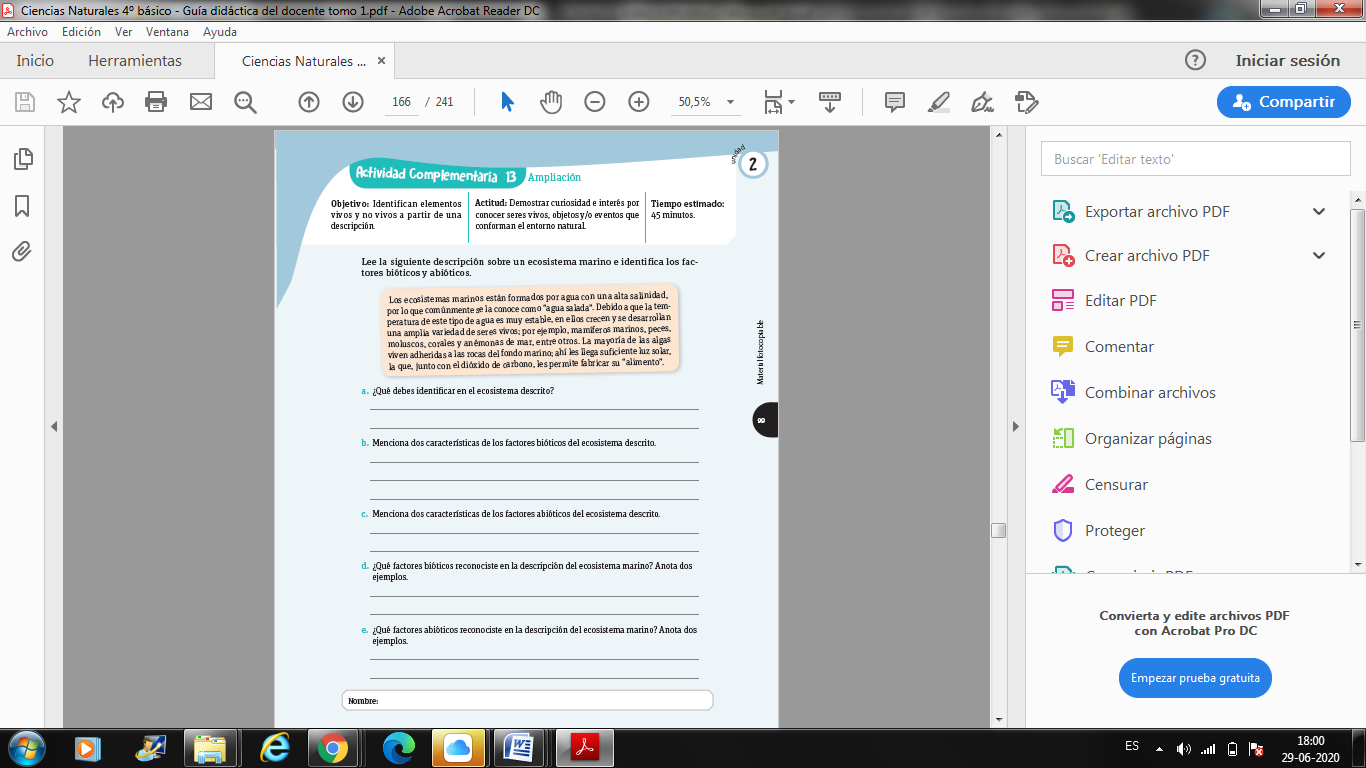 Ciencias Naturales 4º básico - Guía didáctica del docente tomo 1.pdf - Adobe Acrobat Reader DC
Archivo Edición Ver Ventana Ayuda
Inicio Herramientas Ciencias Naturales ... ×
? Iniciar sesión
166 / 241 50,5% Compartir
Buscar 'Editar texto'
Exportar archivo PDF
Crear archivo PDF
Editar PDF
Comentar
Combinar archivos
Organizar páginas
Censurar
Proteger
Convierta y edite archivos PDF
con Acrobat Pro DC
Empezar prueba gratuita
unidad
2
Actividad Complementaria 13 Ampliación
Objetivo: Identifican elementos
vivos y no vivos a partir de una
descripción.
Actitud: Demostrar curiosidad e interés por
conocer seres vivos, objetos y/o eventos que
conforman el entorno natural.
Tiempo estimado:
45 minutos.
Lee la siguiente descripción sobre un ecosistema marino e identifica los fac-
tores bióticos y abióticos.
Los ecosistemas marinos están formados por agua con una alta salinidad,
por lo que comúnmente se la conoce como "agua salada". Debido a que la tem-
peratura de este tipo de agua es muy estable, en ellos crecen y se desarrollan
una amplia variedad de seres vivos; por ejemplo, mamíferos marinos, peces,
moluscos, corales y anémonas de mar, entre otros. La mayoría de las algas
viven adheridas a las rocas del fondo marino; ahí les llega suficiente luz solar,
la que, junto con el dióxido de carbono, les permite fabricar su "alimento".
a. ¿Qué debes identificar en el ecosistema descrito?
b. Menciona dos características de los factores bióticos del ecosistema descrito.
c. Menciona dos características de los factores abióticos del ecosistema descrito.
d. ¿Qué factores bióticos reconociste en la descripción del ecosistema marino? Anota dos
ejemplos.
e. ¿Qué factores abióticos reconociste en la descripción del ecosistema marino? Anota dos
ejemplos.
Nombre:
Material fotocopiable
ES
18:00
29-06-2020